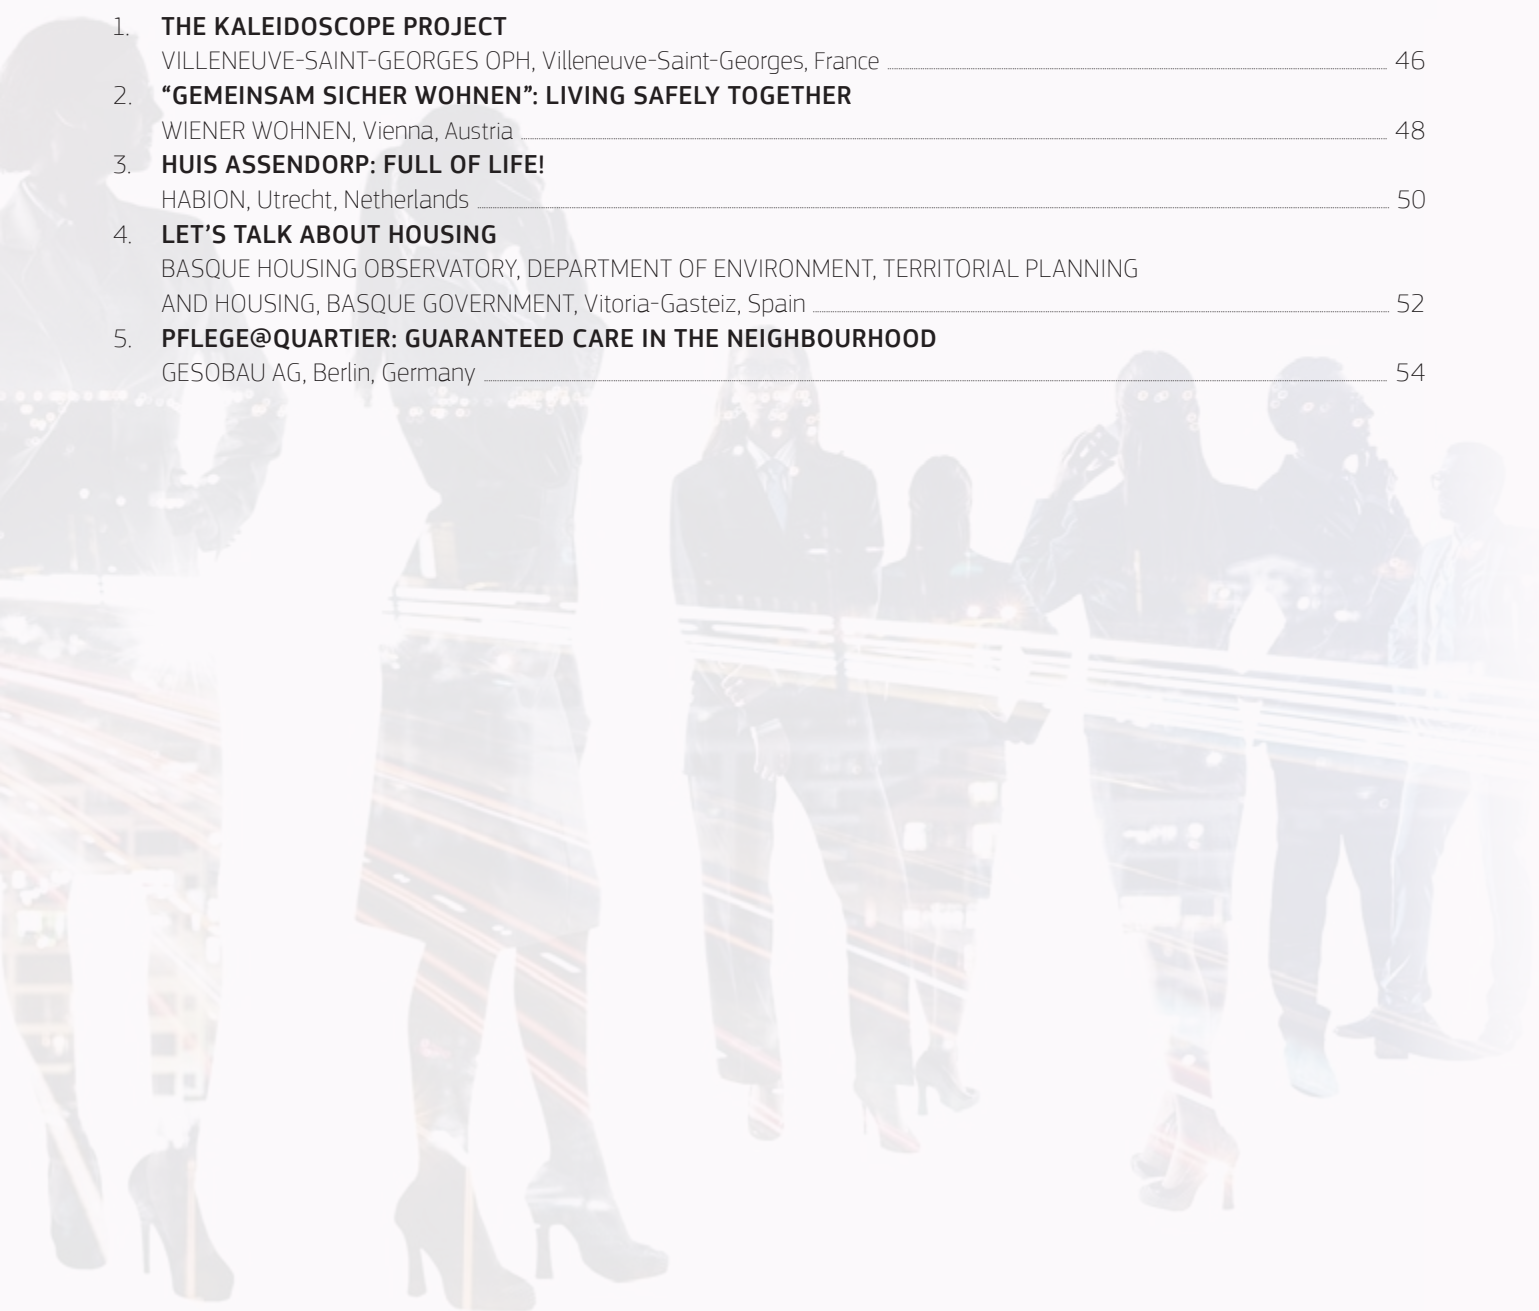 1. THE KALEIDOSCOPE PROJECT
VILLENEUVE-SAINT-GEORGES OPH, Villeneuve-Saint-Georges, France 46
2. “GEMEINSAM SICHER WOHNEN”: LIVING SAFELY TOGETHER
WIENER WOHNEN, Vienna, Austria 48
3. HUIS ASSENDORP: FULL OF LIFE!
HABION, Utrecht, Netherlands 50
4. LET’S TALK ABOUT HOUSING
BASQUE HOUSING OBSERVATORY, DEPARTMENT OF ENVIRONMENT, TERRITORIAL PLANNING
AND HOUSING, BASQUE GOVERNMENT, Vitoria-Gasteiz, Spain 52
5. PFLEGE@QUARTIER: GUARANTEED CARE IN THE NEIGHBOURHOOD
GESOBAU AG, Berlin, Germany 54